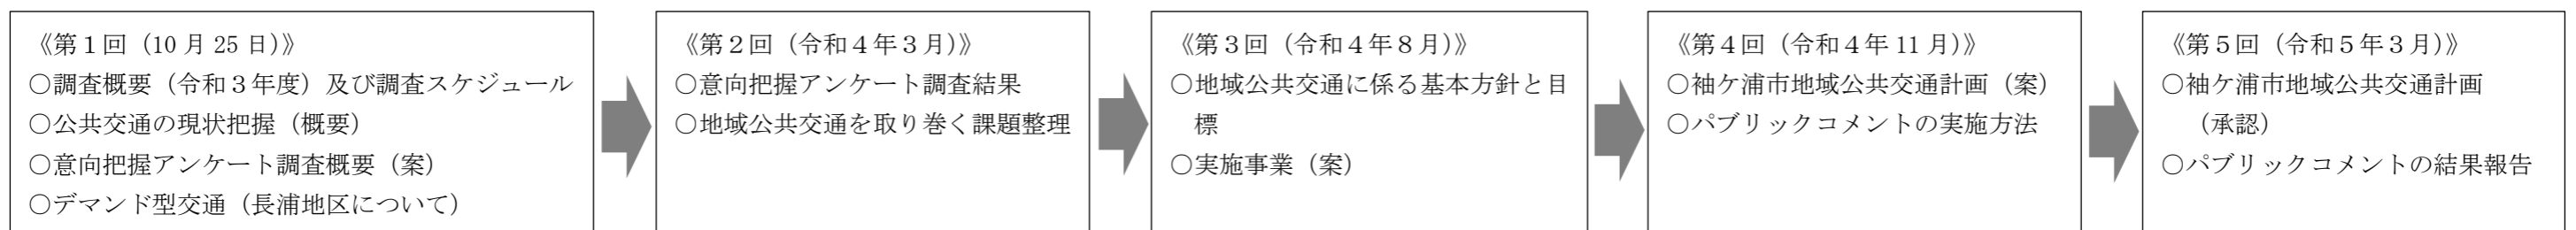 《第１回（10 月 25 日）》
○調査概要（令和３年度）及び調査スケジュール
○公共交通の現状把握（概要）
○意向把握アンケート調査概要（案）
○デマンド型交通（長浦地区について）
《第２回（令和４年３月）》
○意向把握アンケート調査結果
○地域公共交通を取り巻く課題整理
《第３回（令和４年８月）》
○地域公共交通に係る基本方針と目
標
○実施事業（案）
《第４回（令和４年 11 月）》
○袖ケ浦市地域公共交通計画（案）
○パブリックコメントの実施方法
《第５回（令和５年３月）》
○袖ケ浦市地域公共交通計画
（承認）
○パブリックコメントの結果報告